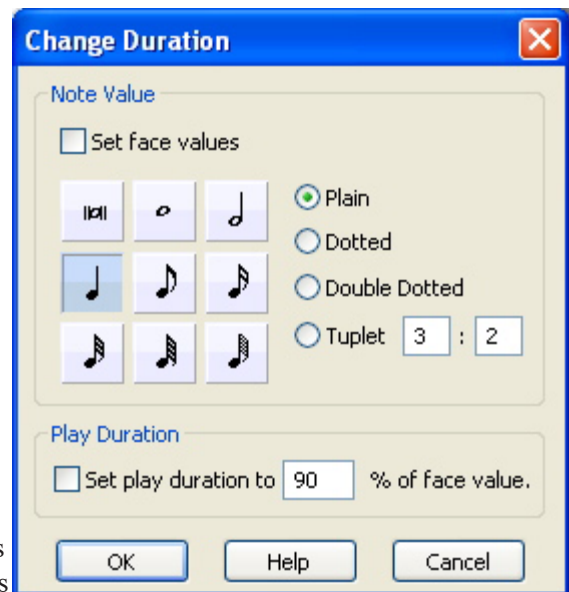 Change Duration
Note Value
Set face values
Plain
Dotted
Double Dotted
Tuplet 3 : 2
Play Duration
Set play duration to 90 % of face value.
s
OK Help Cancel
s